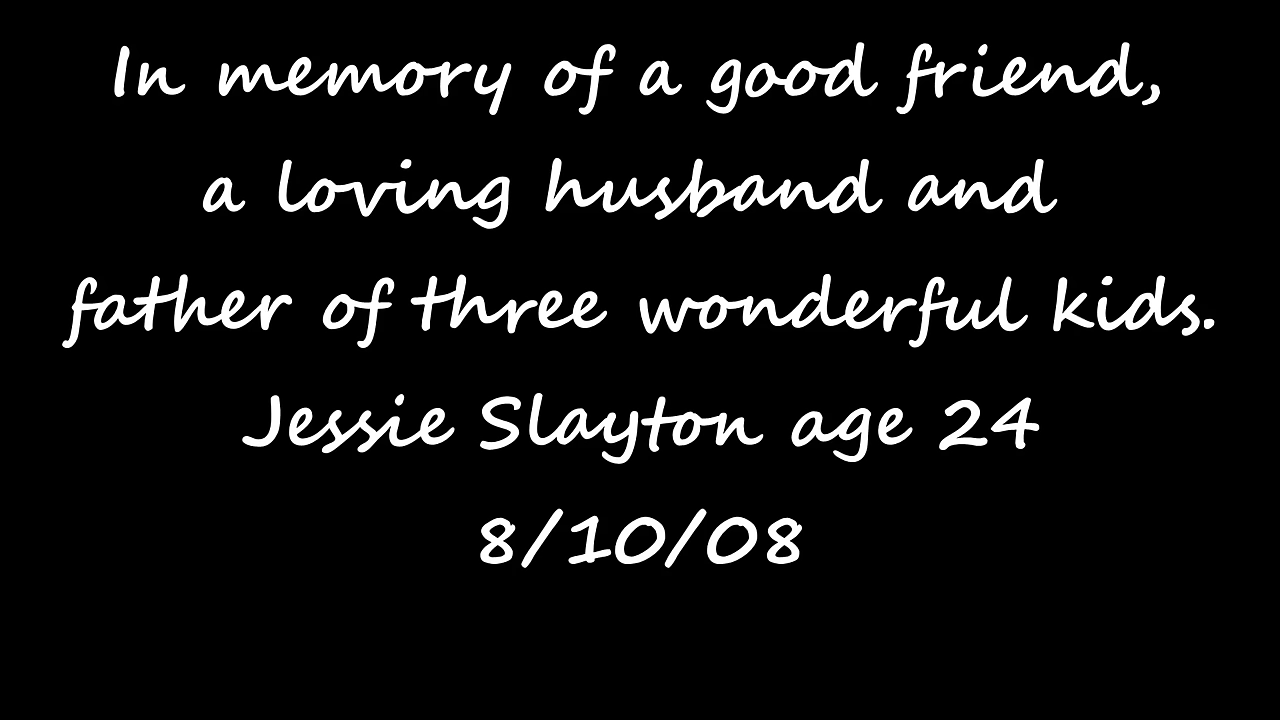 In memory of a good friend,
a loving husband and
father of three wonderful kids.
Jessie Slayton age 24
8/10/08